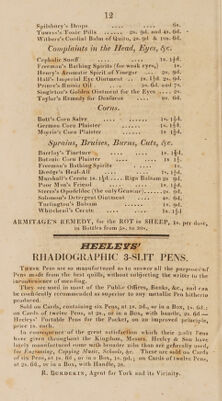 12
Spilsbury's Drops 6s.
Towers's Tonic Pills 2s. 9d. and 4s. 6d.
Complaints in the Head, Eyes, &c.
Cephalic Snuff 1s. 1½d.
Freeman's Bathing Spirits (for weak eyes) 1s.
Henry's Aromatic Spirit of Vinegar 2s. 9d.
Hall's Imperial Eye Ointment 1s. 1½d. 2s. 9d.
Prince's Russia Oil
Singleton's Golden Ointment for the Eyes 2s.
Taylor's Remedy for Deafness 4s. 6d.
Corns.
Bott's Corn Salve 1s. 1½d.
German Corn Plaister 1s. 1½d.
Morris's Corn Plaister 1s. 1½d.
Sprains, Bruises, Burns, Cuts, &c.
Barclay's Tincture 1s. 1½d.
Botanic Corn Plaister 1s. 1½d.
Freeman's Bathing Spirits 1s.
Dredge's Heal-All 1s. 1½d.
Marshall's Cerate 1s. 1½d. Riga Balsam 2s. 9d.
Poor Man's Friend 1s. 1½d.
Steers's Opodeldoc (the only Genuine) 2s. 9d.
Solomon's Detergent Ointment 4s. 6d.
Turlington's Balsam 1s. 9d.
Whitehead's Cerate 1s. 1½d
ARMITAGE'S REMEDY, for the ROT in SHEEP, 1s. per dose,
in Bottles from 5s. to 30s.
HEELEYS'
RHADIOGRAPHIC 3-SLIT PENS.
THESE Pens are so manufactured as to answer all the purposes of
Pens made from the best quills, without subjecting the writer to the
inconvenience of mending.
They are used in most of the Public Offices, Banks, &c., and can
be confidently recommended as superior to any metallic Pen hitherto
produced.
Sold on Cards, containing six Pens, at 1s. 3d., or in a Box, 1s. 6d.;
on Cards of twelve Pens, at 2s., or in a Box, with handle, 2s. 6d.—
Heeleys' Portable Pens for the Pocket, on an improved principle,
price 1s. each.
In consequence of the great satisfaction which their 3-slit Pens
have given throughout the Kingdom, Messrs. Heeley & Son have
lately manufactured some with broader nibs than are generally used,
for Engrossing, Copying Music, Schools, &c. These are sold on Cards
of six Pens, at 1s. 6d., or in a Box, 1s. 9d.; on Cards of twelve Pens,
at 2s. 6d., or in a Box, with Handle, 3s.
R. BURDEKIN, Agent for York and its Vicinity.